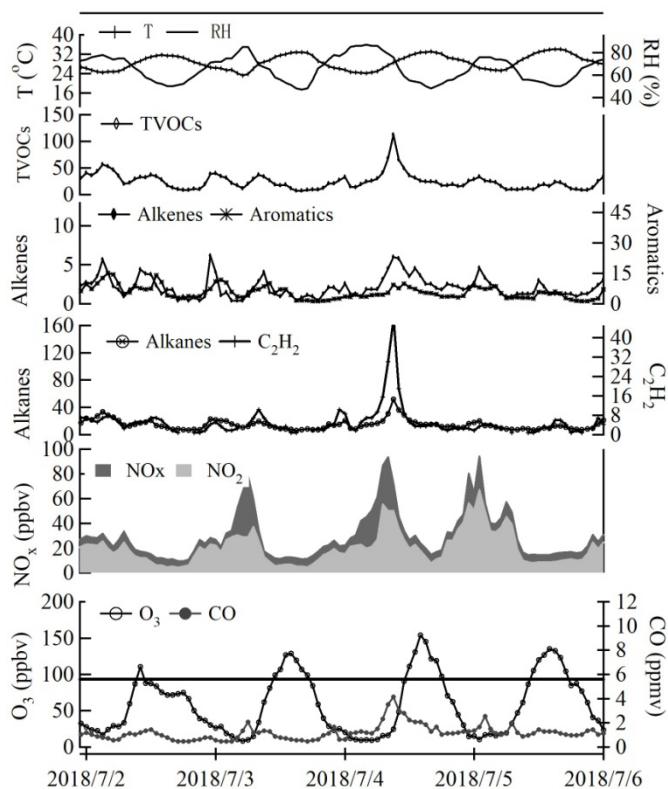 T RH
40
32
24
16
T (°C)
80
60
40
RH (%)
TVOCs
150
100
50
0
TVOCs
Alkenes Aromatics
10
5
0
Alkenes
45
30
15
0
Aromatics
Alkanes C₂H₂
160
120
80
40
0
Alkanes
40
32
24
16
8
0
C₂H₂
NOx NO₂
100
80
60
40
20
0
NOₓ (ppbv)
O₃ CO
200
150
100
50
0
O₃ (ppbv)
12
10
8
6
4
2
0
CO (ppmv)
2018/7/2 2018/7/3 2018/7/4 2018/7/5 2018/7/6